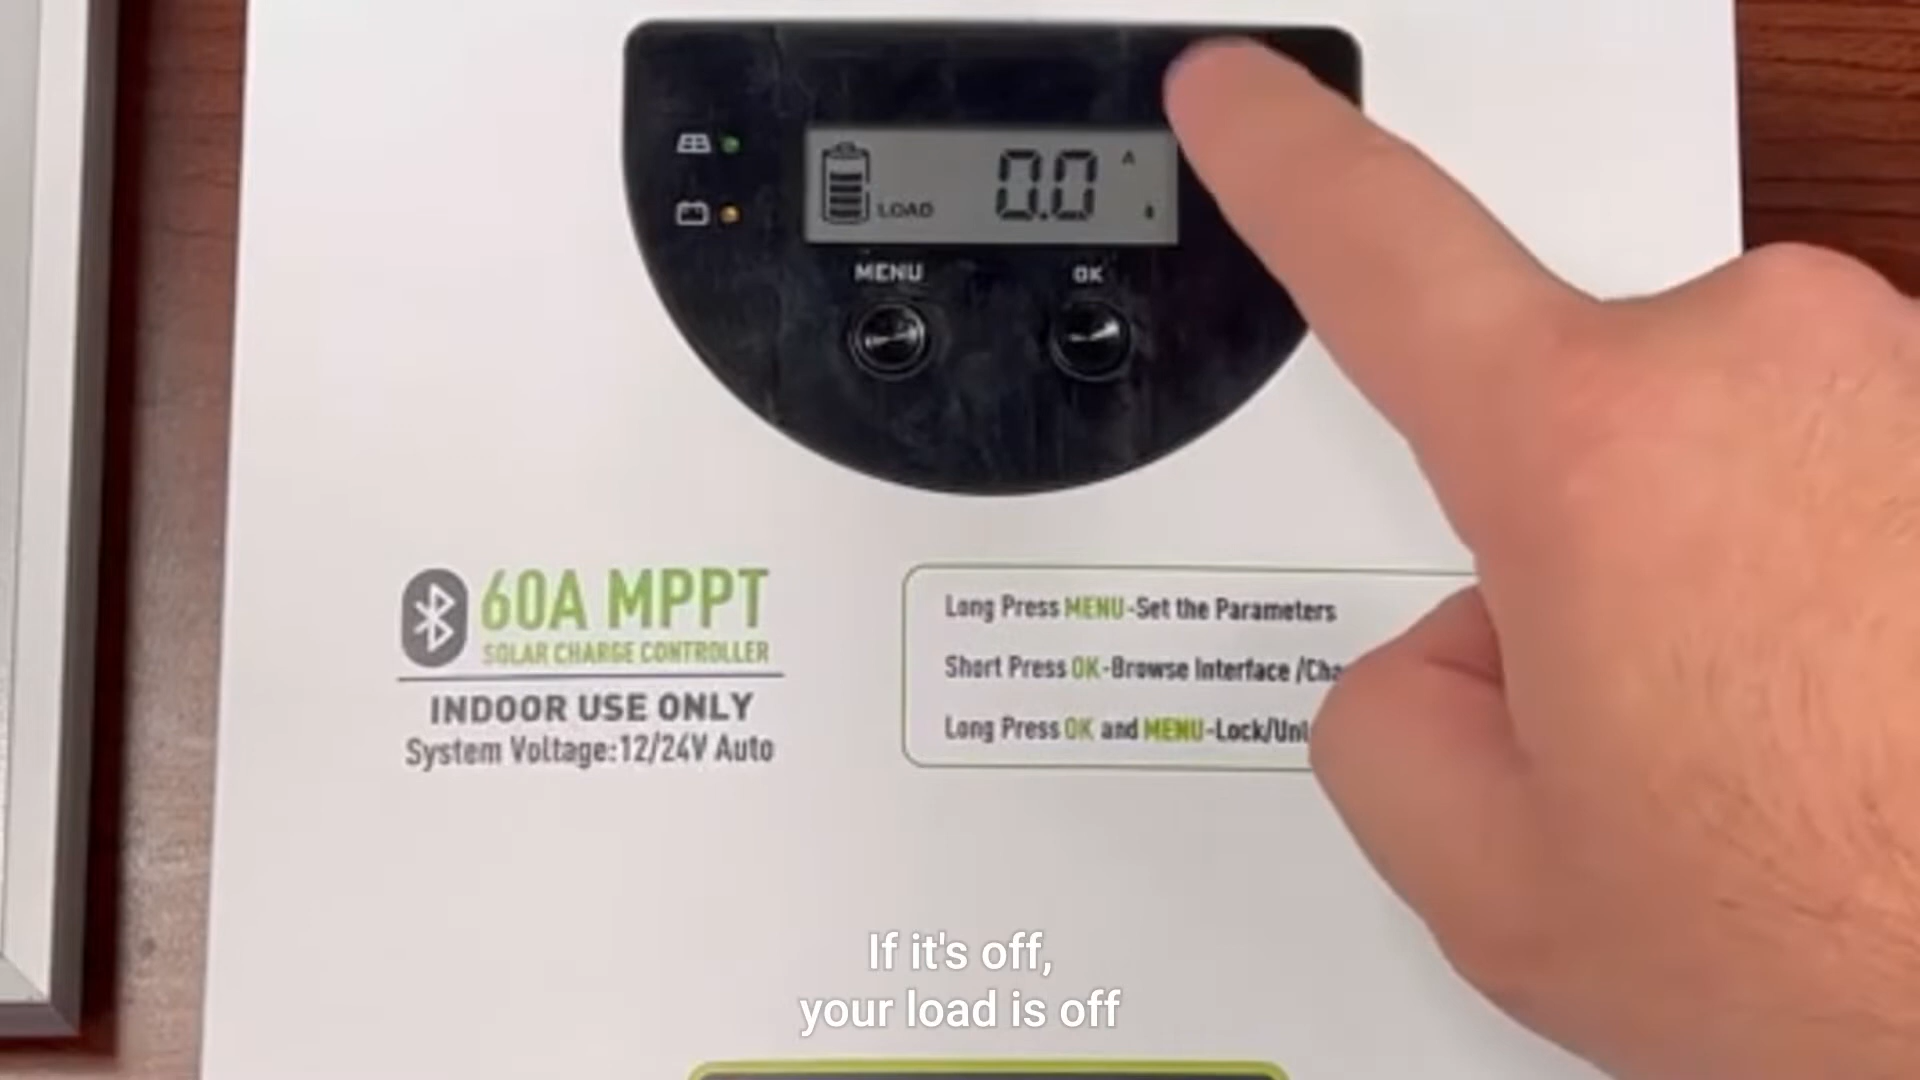 LOAD 0.0 A
MENU OK
60A MPPT
SOLAR CHARGE CONTROLLER
INDOOR USE ONLY
System Voltage:12/24V Auto
Long Press MENU-Set the Parameters
Short Press OK-Browse Interface /Cha
Long Press OK and MENU-Lock/Unl
If it's off,
your load is off